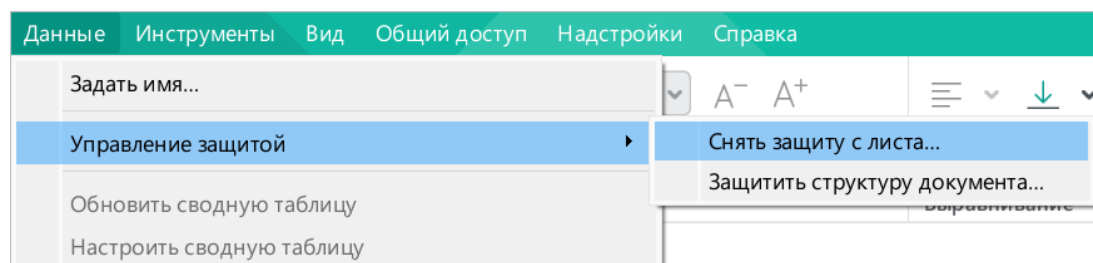 Данные Инструменты Вид Общий доступ Надстройки Справка
Задать имя...
A⁻ A⁺
Управление защитой
Снять защиту с листа...
Защитить структуру документа...
Обновить сводную таблицу
Выравнивание
Настроить сводную таблицу